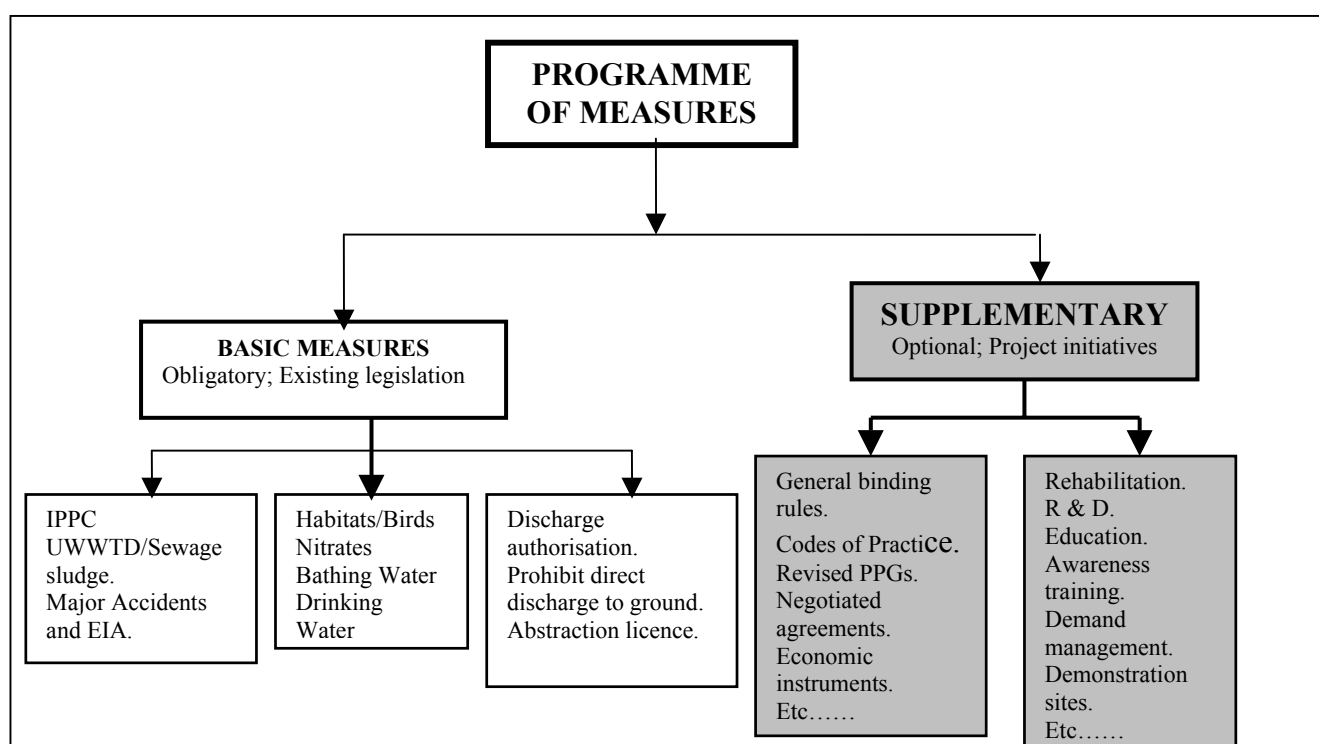 PROGRAMME
OF MEASURES
BASIC MEASURES
Obligatory; Existing legislation
SUPPLEMENTARY
Optional; Project initiatives
IPPC
UWWTD/Sewage
sludge.
Major Accidents
and EIA.
Habitats/Birds
Nitrates
Bathing Water
Drinking
Water
Discharge
authorisation.
Prohibit direct
discharge to ground.
Abstraction licence.
General binding
rules.
Codes of Practice.
Revised PPGs.
Negotiated
agreements.
Economic
instruments.
Etc……
Rehabilitation.
R & D.
Education.
Awareness
training.
Demand
management.
Demonstration
sites.
Etc……